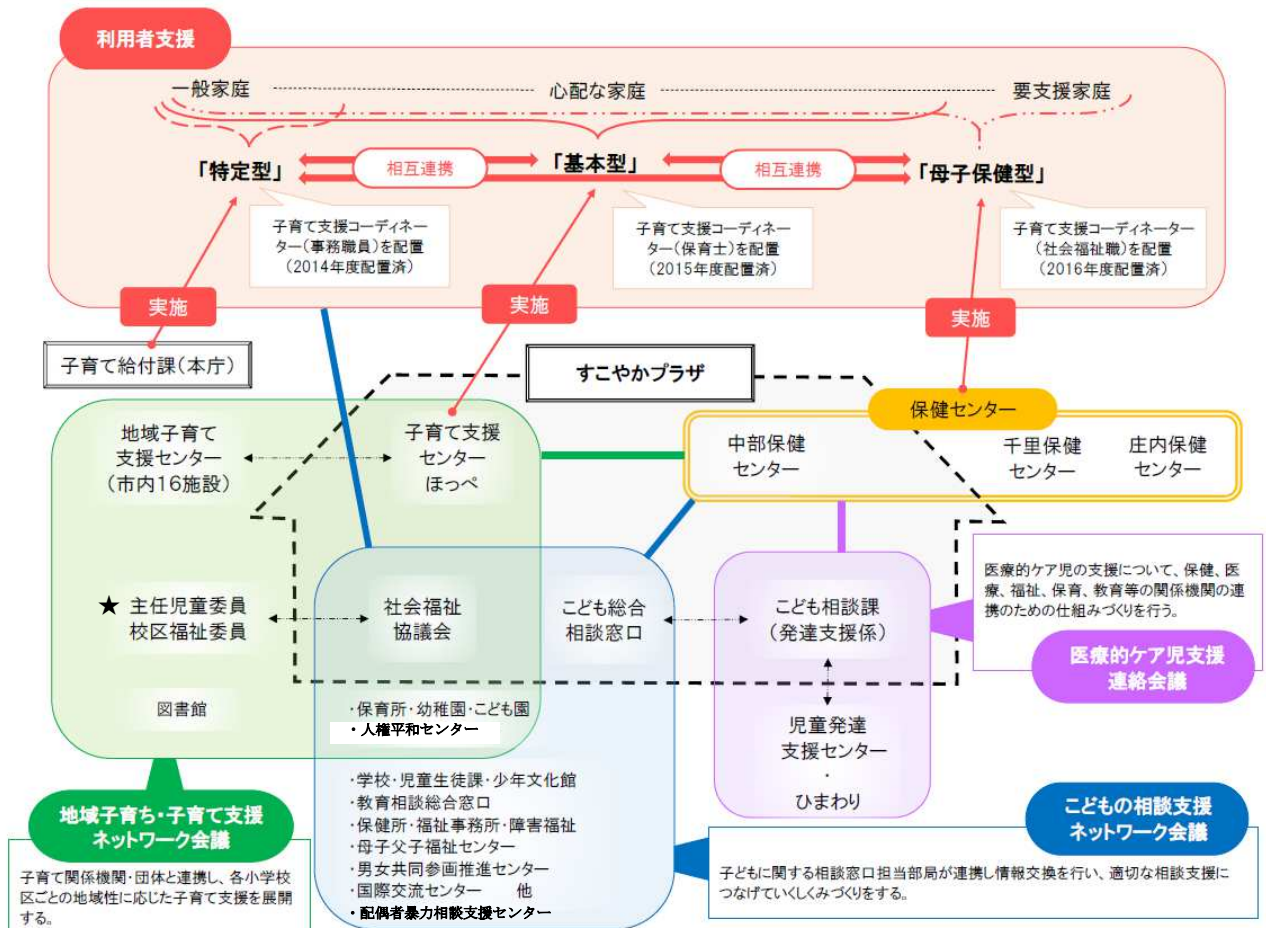 利用者支援
一般家庭
心配な家庭
要支援家庭
「特定型」
相互連携
「基本型」
相互連携
「母子保健型」
子育て支援コーディネー
ター(事務職員)を配置
(2014年度配置済)
子育て支援コーディネー
ター(保育士)を配置
(2015年度配置済)
子育て支援コーディネーター
(社会福祉職)を配置
(2016年度配置済)
実施
実施
実施
子育て給付課(本庁)
すこやかプラザ
保健センター
地域子育て
支援センター
(市内16施設)
子育て支援
センター
ほっぺ
中部保健
センター
千里保健
センター
庄内保健
センター
★ 主任児童委員
校区福祉委員
社会福祉
協議会
こども総合
相談窓口
こども相談課
(発達支援係)
医療的ケア児の支援について、保健、医
療、福祉、保育、教育等の関係機関の連
携のための仕組みづくりを行う。
医療的ケア児支援
連絡会議
図書館
・保育所・幼稚園・こども園
・人権平和センター
児童発達
支援センター
・
ひまわり
・学校・児童生徒課・少年文化館
・教育相談総合窓口
・保健所・福祉事務所・障害福祉
・母子父子福祉センター
・男女共同参画推進センター
・国際交流センター 他
・配偶者暴力相談支援センター
地域子育ち・子育て支援
ネットワーク会議
子育て関係機関・団体と連携し、各小学校
区ごとの地域性に応じた子育て支援を展開
する。
こどもの相談支援
ネットワーク会議
子どもに関する相談窓口担当部局が連携し情報交換を行い、適切な相談支援に
つなげていくしくみづくりをする。